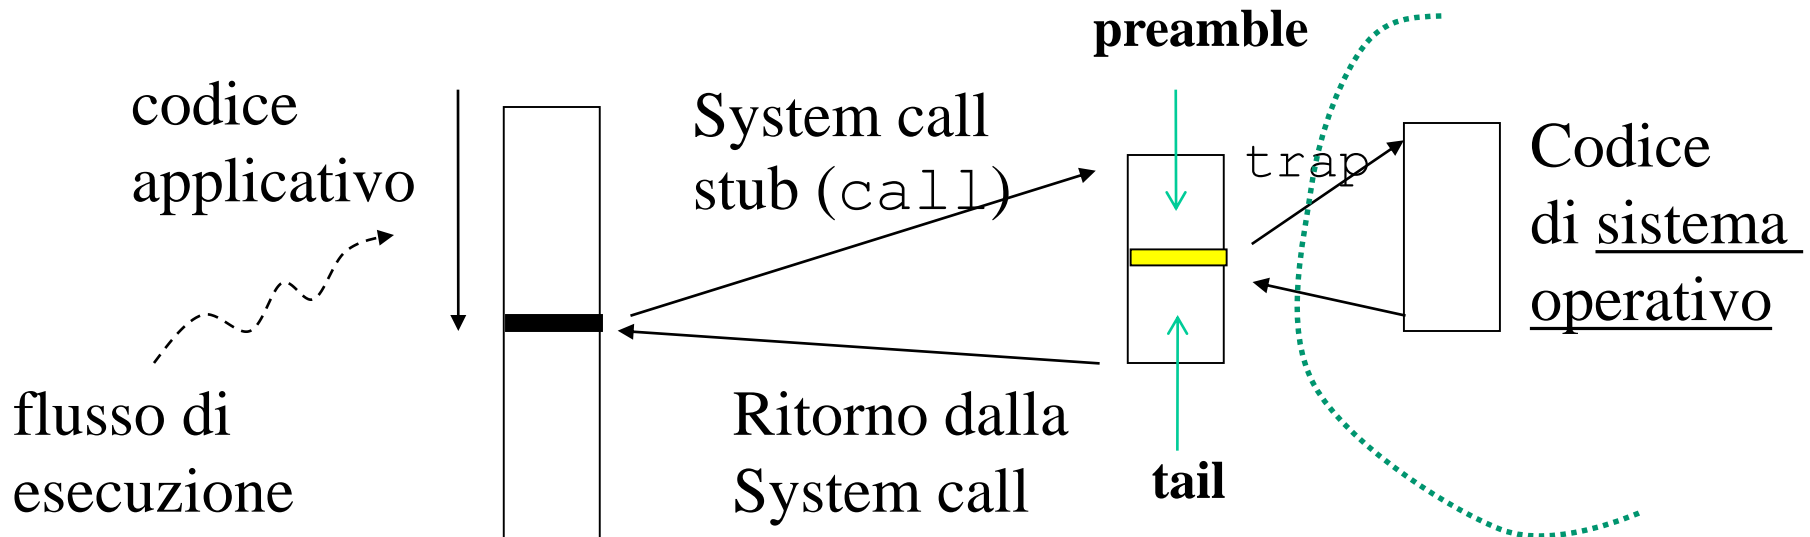 preamble
codice
applicativo
System call
stub (call)
trap
Codice
di sistema
operativo
flusso di
esecuzione
Ritorno dalla
System call
tail